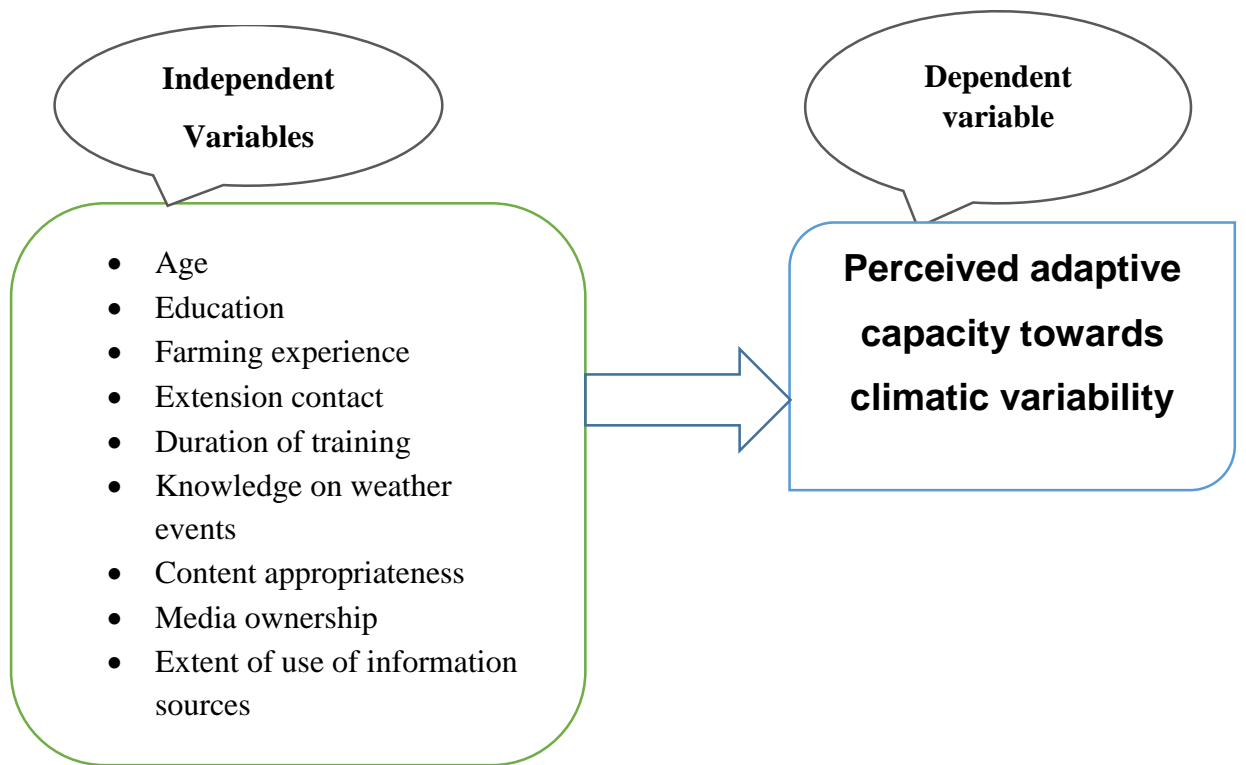 Independent
Variables
Dependent
variable
• Age
• Education
• Farming experience
• Extension contact
• Duration of training
• Knowledge on weather
events
• Content appropriateness
• Media ownership
• Extent of use of information
sources
Perceived adaptive
capacity towards
climatic variability